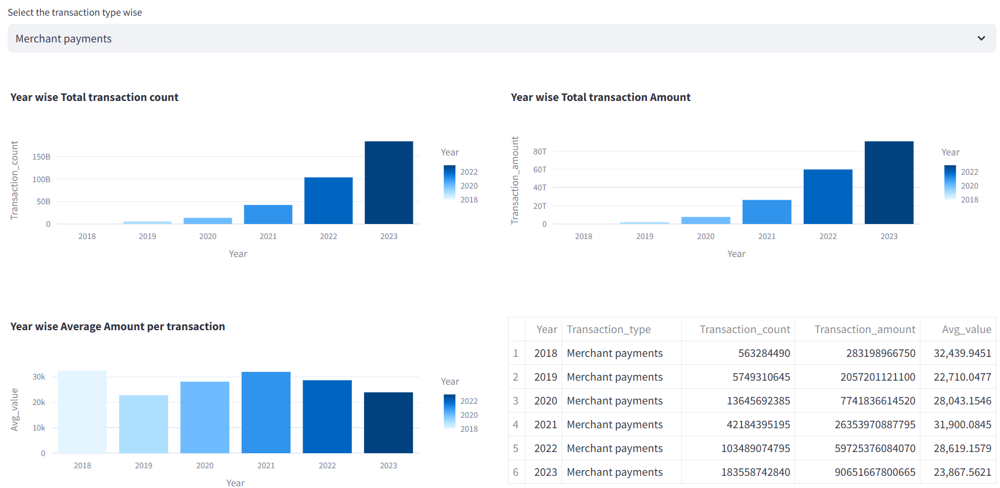 Select the transaction type wise
Merchant payments
Year wise Total transaction count
Transaction_count
150B
100B
50B
0
2018 2019 2020 2021 2022 2023
Year
Year
2022
2020
2018
Year wise Total transaction Amount
Transaction_amount
80T
60T
40T
20T
0
2018 2019 2020 2021 2022 2023
Year
Year
2022
2020
2018
Year wise Average Amount per transaction
Avg_value
30k
20k
10k
0
2018 2019 2020 2021 2022 2023
Year
Year
2022
2020
2018
Year Transaction_type Transaction_count Transaction_amount Avg_value
1 2018 Merchant payments 563284490 283198966750 32,439.9451
2 2019 Merchant payments 5749310645 2057201121100 22,710.0477
3 2020 Merchant payments 13645692385 7741836614520 28,043.1546
4 2021 Merchant payments 42184395195 26353970887795 31,900.0845
5 2022 Merchant payments 103489074795 59725376084070 28,619.1579
6 2023 Merchant payments 183558742840 90651667800665 23,867.5621